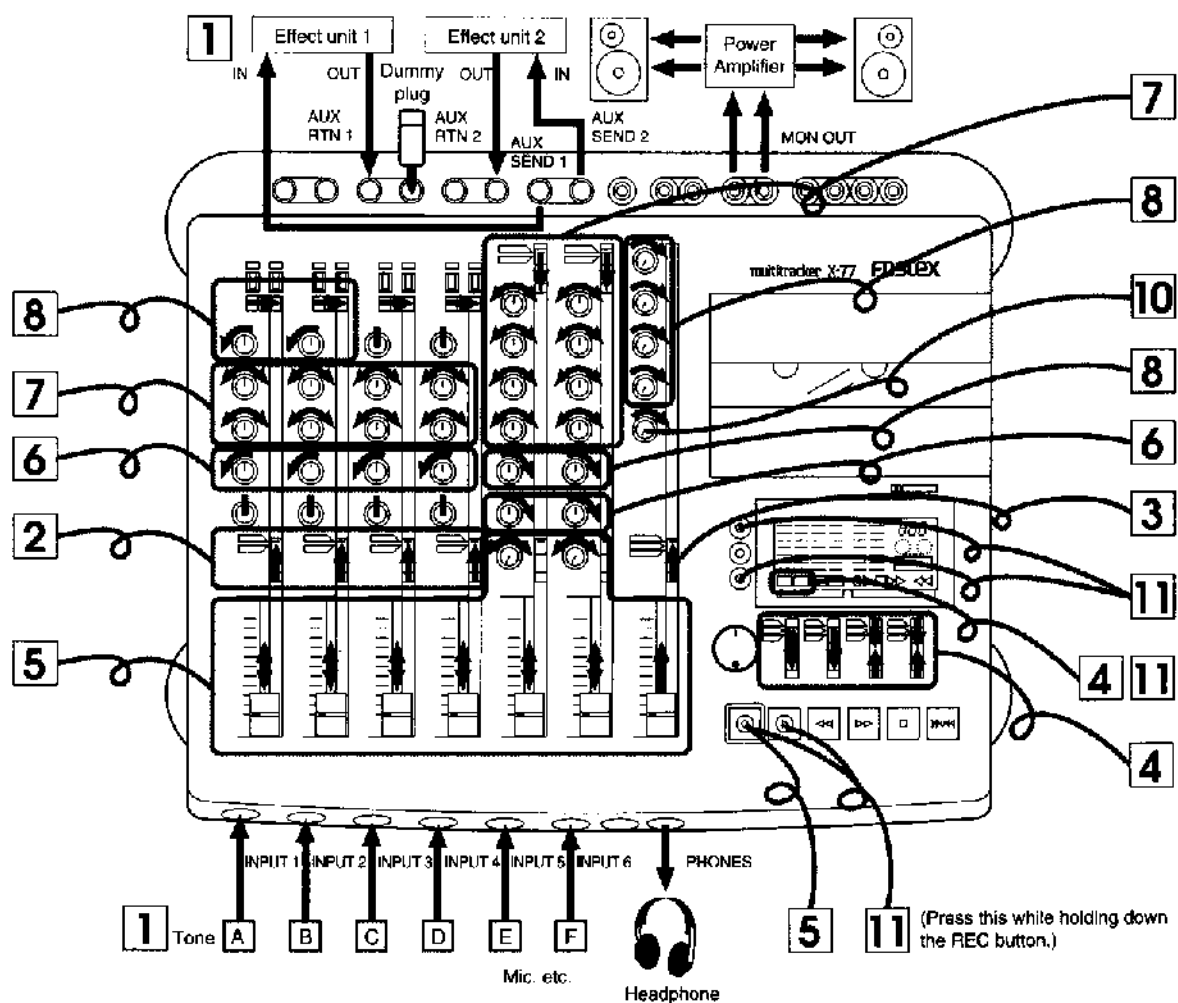 1
Effect unit 1
Effect unit 2
Power Amplifier
IN
OUT
Dummy plug
OUT
IN
AUX RTN 1
AUX RTN 2
AUX SEND 1
AUX SEND 2
MON OUT
7
8
multitracker X-77 FOSTEX
8
10
7
8
6
6
2
3
11
5
4
11
4
INPUT 1
INPUT 2
INPUT 3
INPUT 4
INPUT 5
INPUT 6
PHONES
1
Tone
A
B
C
D
E
F
5
11
(Press this while holding down
the REC button.)
Mic. etc.
Headphone